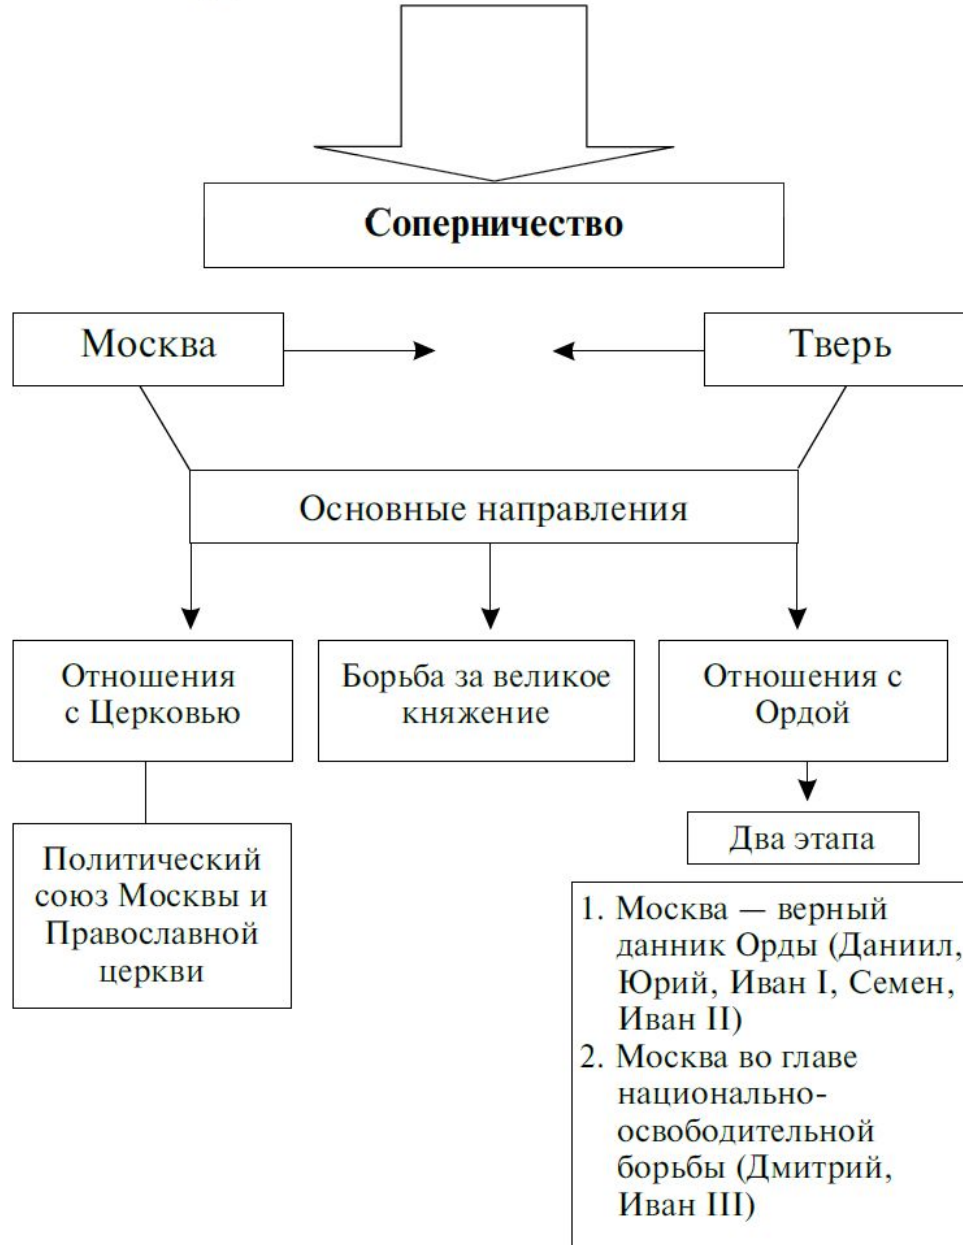 Соперничество
Москва
Тверь
Основные направления
Отношения
с Церковью
Борьба за великое
княжение
Отношения с
Ордой
Политический
союз Москвы и
Православной
церкви
Два этапа
1. Москва — верный
данник Орды (Даниил,
Юрий, Иван I, Семен,
Иван II)
2. Москва во главе
национально-
освободительной
борьбы (Дмитрий,
Иван III)